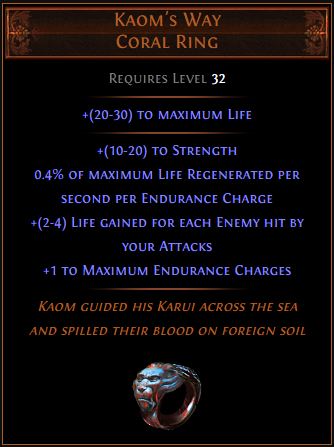 Kaom's Way
Coral Ring
Requires Level 32
+(20-30) to maximum Life
+(10-20) to Strength
0.4% of maximum Life Regenerated per
second per Endurance Charge
+(2-4) Life gained for each Enemy hit by
your Attacks
+1 to Maximum Endurance Charges
Kaom guided his Karui across the sea
and spilled their blood on foreign soil